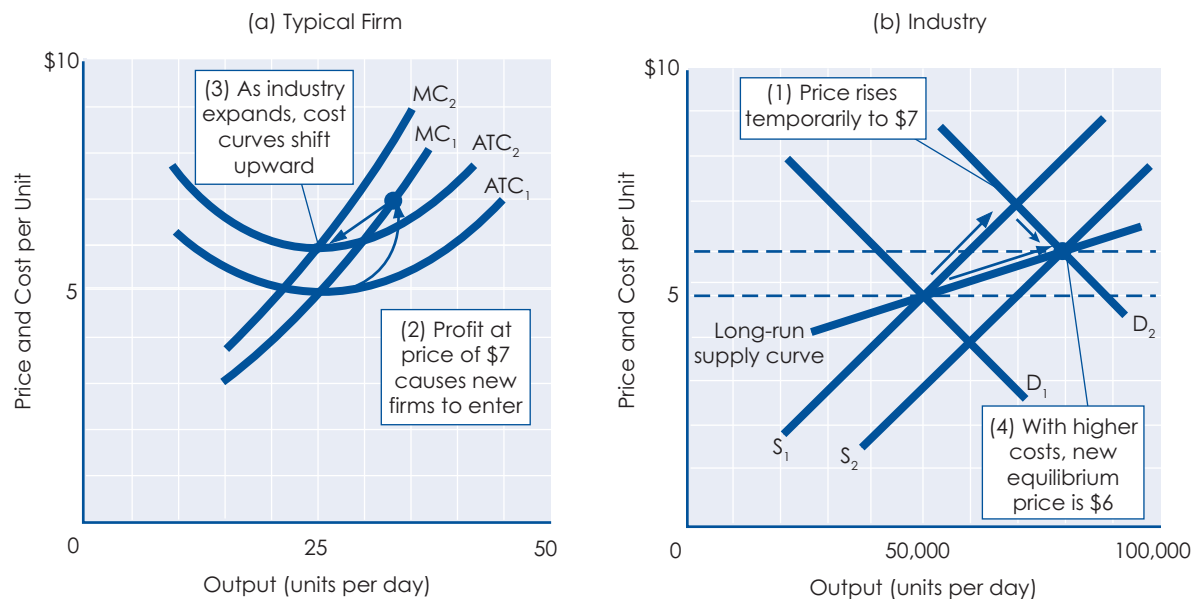 (a) Typical Firm
$10
(3) As industry
expands, cost
curves shift
upward
MC₂
MC₁
ATC₂
ATC₁
Price and Cost per Unit
5
(2) Profit at
price of $7
causes new
firms to enter
0
25
50
Output (units per day)
(b) Industry
$10
(1) Price rises
temporarily to $7
Price and Cost per Unit
5
Long-run
supply curve
D₂
D₁
S₁
S₂
(4) With higher
costs, new
equilibrium
price is $6
0
50,000
100,000
Output (units per day)